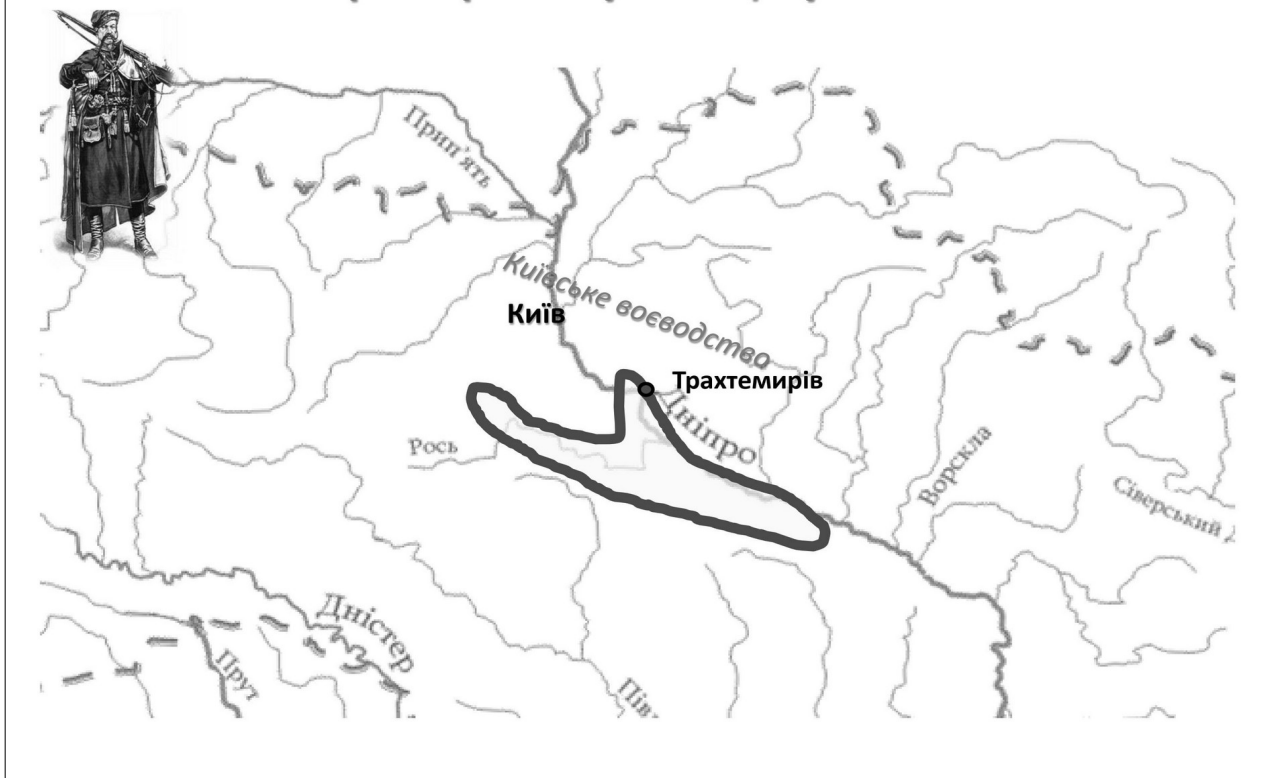 Прип'ять
Київське воєводство
Київ
Трахтемирів
Дніпро
Рось
Ворскла
Сіверський
Дністер
Прут